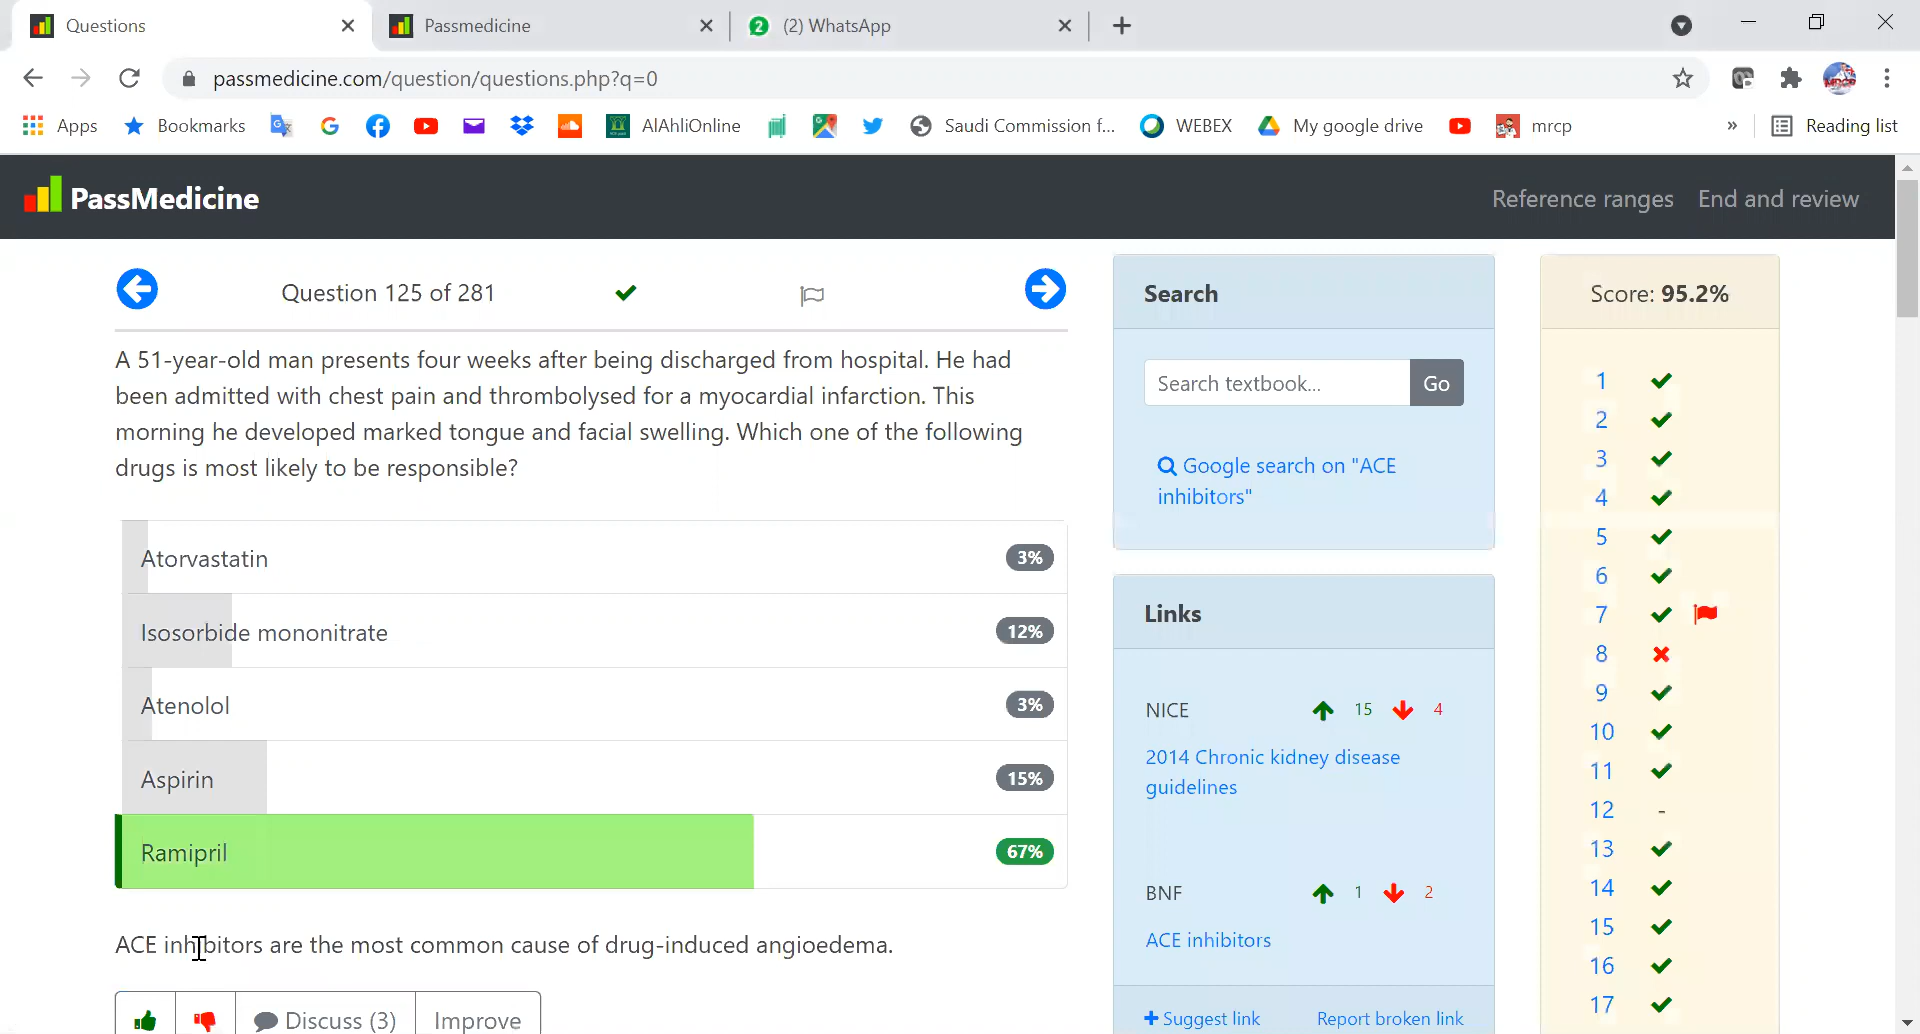 Questions
Passmedicine
2 (2) WhatsApp
passmedicine.com/question/questions.php?q=0
Apps
Bookmarks
AlAhliOnline
Saudi Commission f...
WEBEX
My google drive
mrcp
»
Reading list
PassMedicine
Reference ranges
End and review
Question 125 of 281
A 51-year-old man presents four weeks after being discharged from hospital. He had
been admitted with chest pain and thrombolysed for a myocardial infarction. This
morning he developed marked tongue and facial swelling. Which one of the following
drugs is most likely to be responsible?
Atorvastatin 3%
Isosorbide mononitrate 12%
Atenolol 3%
Aspirin 15%
Ramipril 67%
ACE inhibitors are the most common cause of drug-induced angioedema.
Discuss (3)
Improve
Search
Search textbook...
Go
Google search on "ACE
inhibitors"
Links
NICE 15 4
2014 Chronic kidney disease
guidelines
BNF 1 2
ACE inhibitors
Suggest link
Report broken link
Score: 95.2%
1
2
3
4
5
6
7
8
9
10
11
12 -
13
14
15
16
17